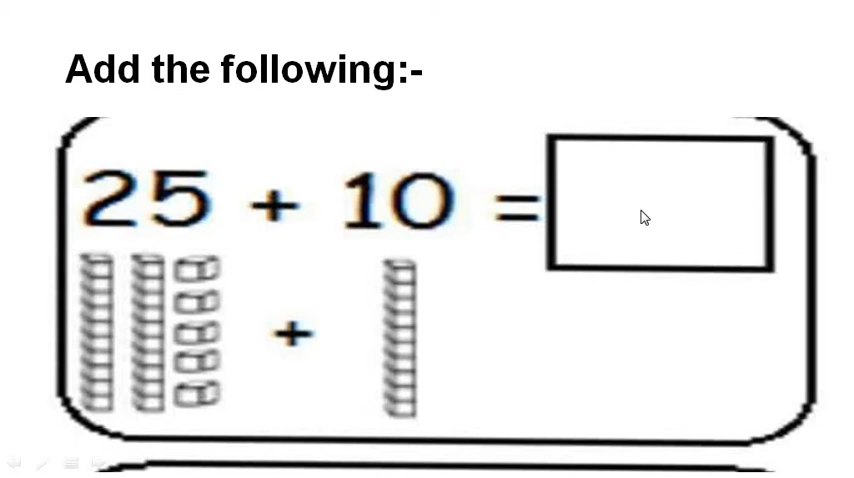 Add the following:-
25 + 10 =
+